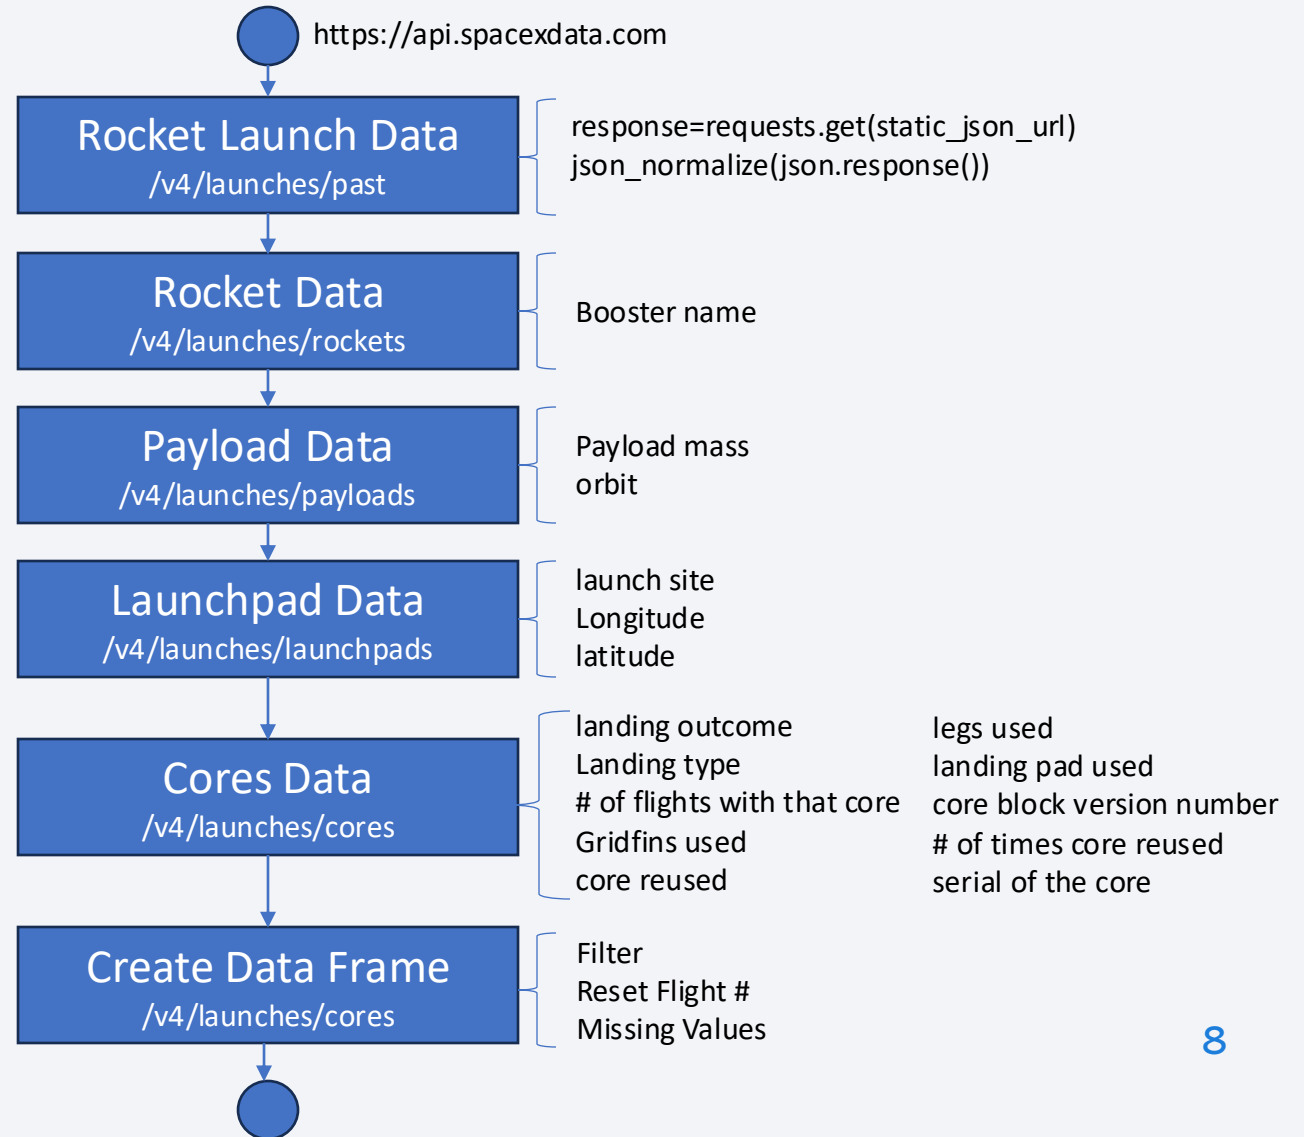 https://api.spacexdata.com
Rocket Launch Data
/v4/launches/past
response=requests.get(static_json_url)
json_normalize(json.response())
Rocket Data
/v4/launches/rockets
Booster name
Payload Data
/v4/launches/payloads
Payload mass
orbit
Launchpad Data
/v4/launches/launchpads
launch site
Longitude
latitude
Cores Data
/v4/launches/cores
landing outcome
Landing type
# of flights with that core
Gridfins used
core reused
legs used
landing pad used
core block version number
# of times core reused
serial of the core
Create Data Frame
/v4/launches/cores
Filter
Reset Flight #
Missing Values
8